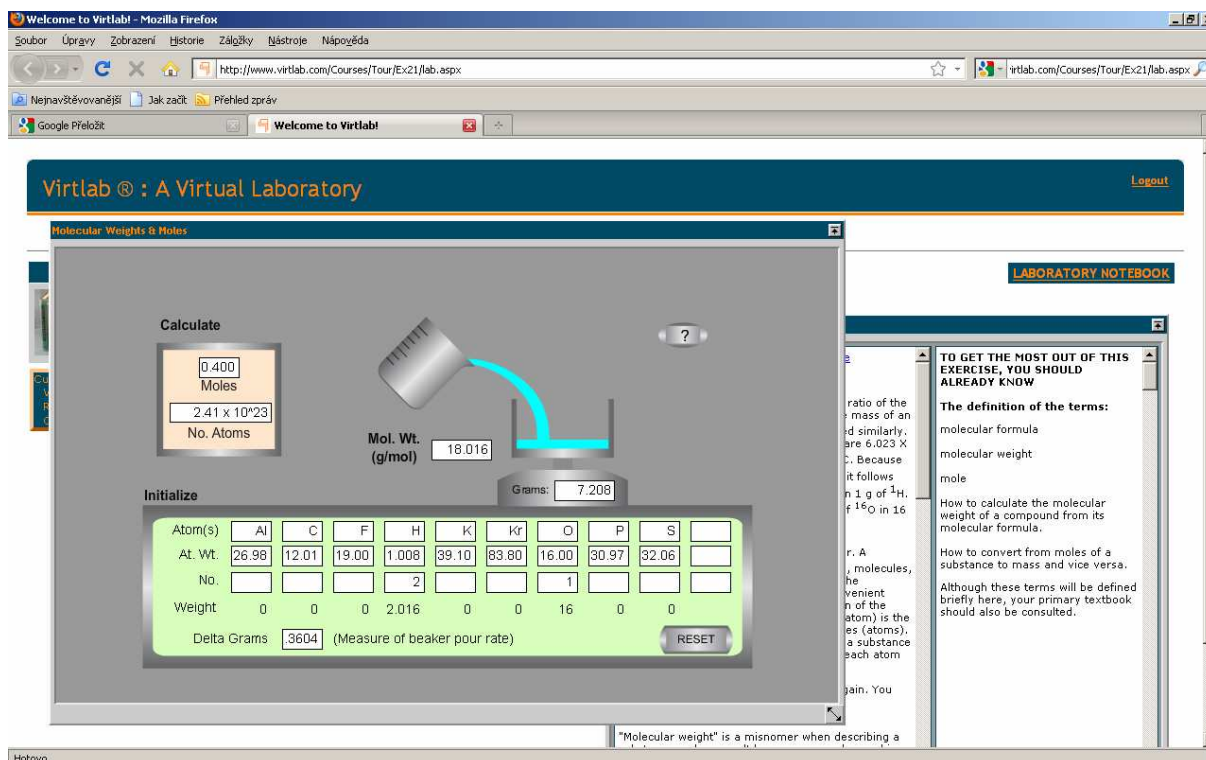 Welcome to Virtlab! - Mozilla Firefox
Soubor Úpravy Zobrazení Historie Záložky Nástroje Nápověda
http://www.virtlab.com/Courses/Tour/Ex21/lab.aspx
irtlab.com/Courses/Tour/Ex21/lab.aspx
Nejnavštěvovanější Jak začít Přehled zpráv
Google Přeložit Welcome to Virtlab!
Virtlab ® : A Virtual Laboratory
Logout
Molecular Weights & Moles
LABORATORY NOTEBOOK
Calculate
0.400
Moles
2.41 x 10^23
No. Atoms
?
Mol. Wt.
(g/mol)
18.016
Grams: 7.208
Initialize
Atom(s) Al C F H K Kr O P S
At. Wt. 26.98 12.01 19.00 1.008 39.10 83.80 16.00 30.97 32.06
No. 2 1
Weight 0 0 0 2.016 0 0 16 0 0
Delta Grams .3604 (Measure of beaker pour rate)
RESET
ratio of the
mass of an
d similarly.
are 6.023 X
C. Because
it follows
n 1 g of ¹H.
f ¹⁶O in 16
r. A
, molecules,
he
venient
n of the
atom) is the
es (atoms).
a substance
each atom
gain. You
"Molecular weight" is a misnomer when describing a
TO GET THE MOST OUT OF THIS
EXERCISE, YOU SHOULD
ALREADY KNOW
The definition of the terms:
molecular formula
molecular weight
mole
How to calculate the molecular
weight of a compound from its
molecular formula.
How to convert from moles of a
substance to mass and vice versa.
Although these terms will be defined
briefly here, your primary textbook
should also be consulted.
Hotovo